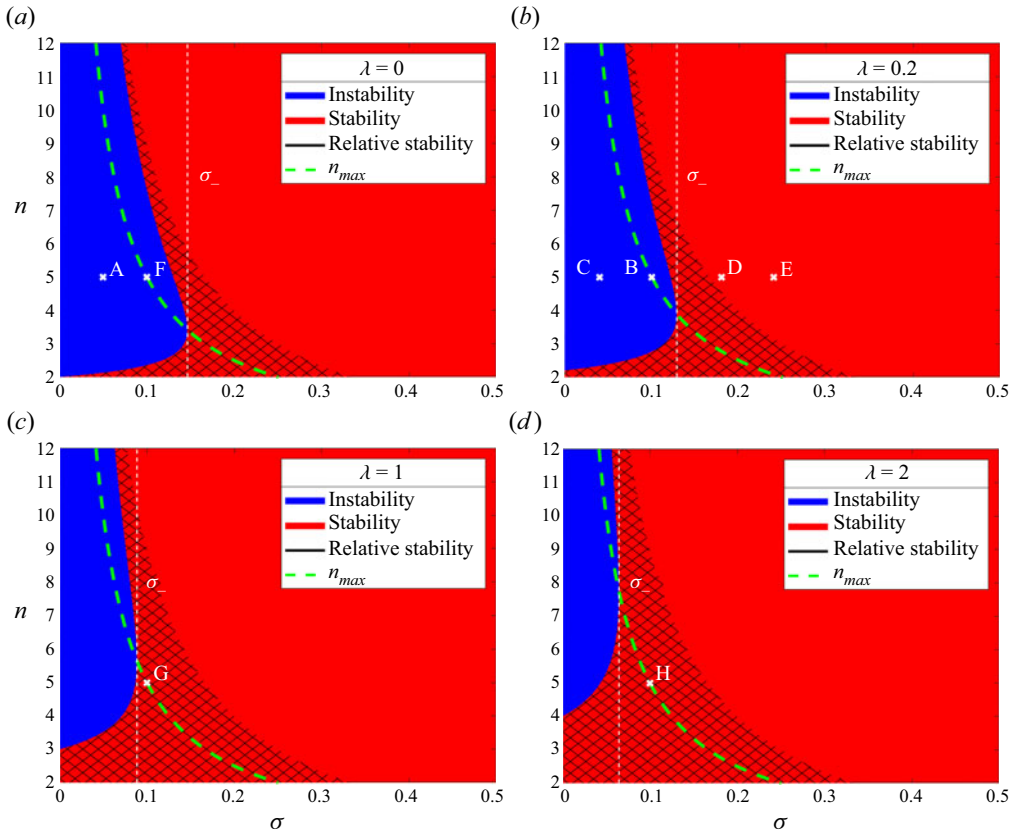 (a)
12
11
10
9
8
7
6
5
4
3
2
n
λ = 0
Instability
Stability
Relative stability
n_max
σ_
A
F
0
0.1
0.2
0.3
0.4
0.5
(b)
12
11
10
9
8
7
6
5
4
3
2
λ = 0.2
Instability
Stability
Relative stability
n_max
σ_
C
B
D
E
0
0.1
0.2
0.3
0.4
0.5
(c)
12
11
10
9
8
7
6
5
4
3
2
n
λ = 1
Instability
Stability
Relative stability
n_max
σ_
G
0
0.1
0.2
0.3
0.4
0.5
σ
(d)
12
11
10
9
8
7
6
5
4
3
2
λ = 2
Instability
Stability
Relative stability
n_max
σ_
H
0
0.1
0.2
0.3
0.4
0.5
σ